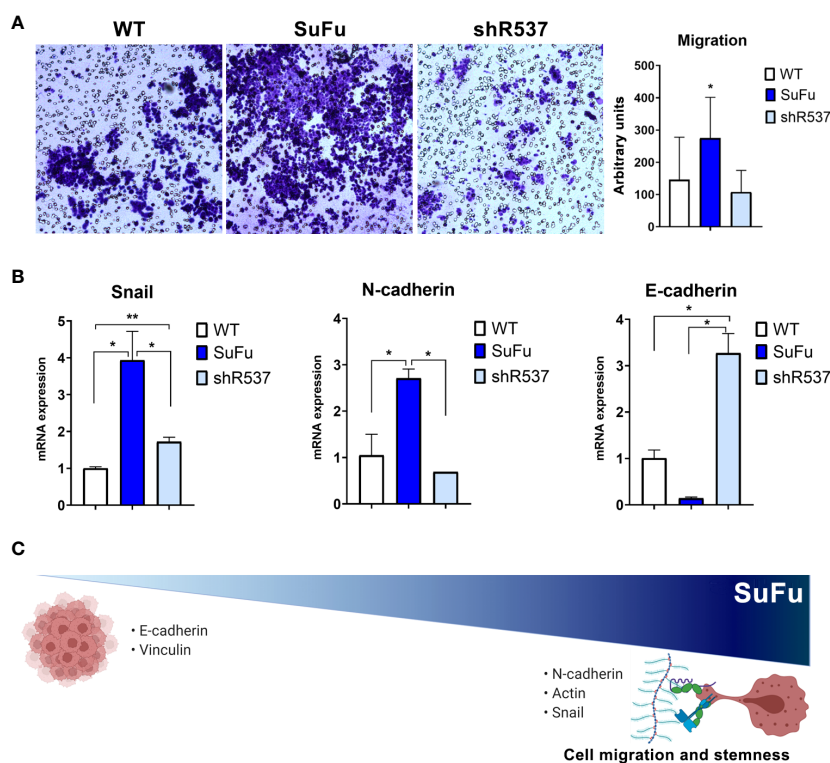 A
WT
SuFu
shR537
Migration
Arbitrary units
500
400
300
200
100
0
*
WT
SuFu
shR537
B
Snail
mRNA expression
5
4
3
2
1
0
**
*
*
WT
SuFu
shR537
N-cadherin
mRNA expression
4
3
2
1
0
*
*
WT
SuFu
shR537
E-cadherin
mRNA expression
4
3
2
1
0
*
*
WT
SuFu
shR537
C
SuFu
• E-cadherin
• Vinculin
• N-cadherin
• Actin
• Snail
Cell migration and stemness